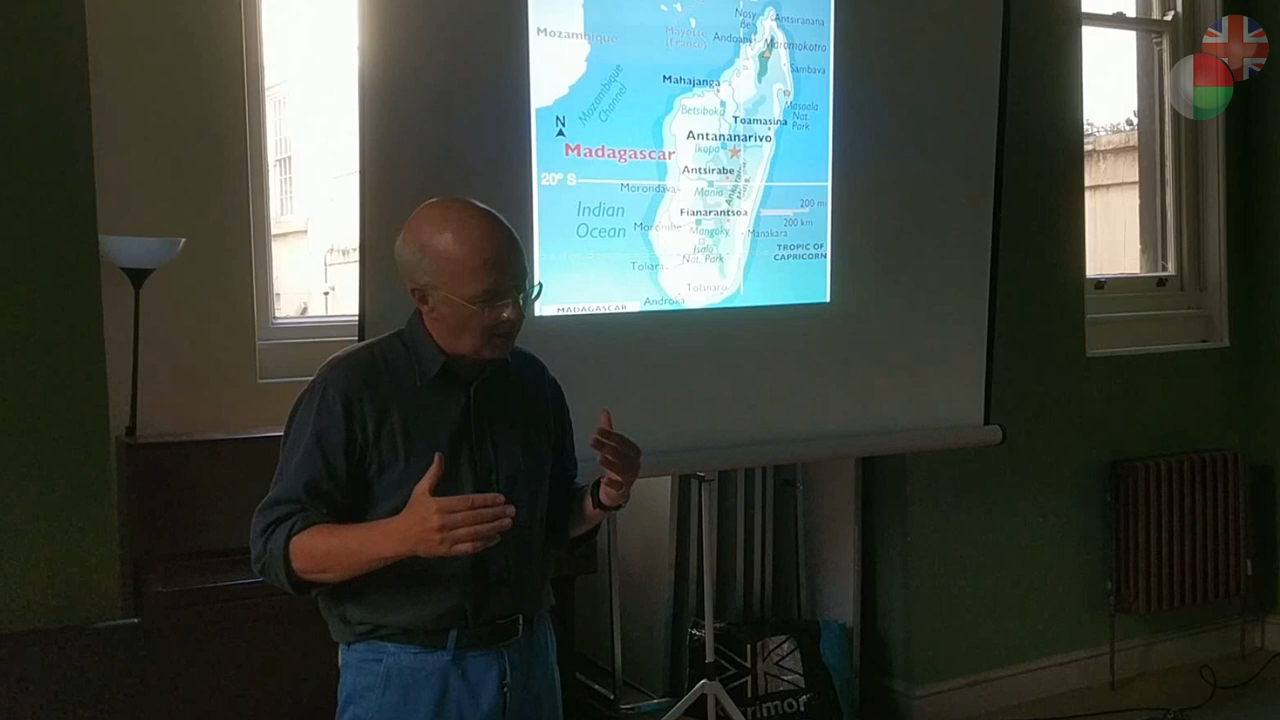 Nosy
Be
Antsiranana
Mozambique
Mayotte
(France)
Andoany
Maromokotro
Sambava
Mahajanga
Mozambique
Channel
Betsiboka
Masoala
Nat.
Park
Toamasina
N
Antananarivo
Ikopa
Madagascar
Antsirabe
20° S
Morondava
Mania
Indian
Ocean
Fianarantsoa
200 mi
200 km
Morombe
Mangoky
Manakara
Isalo
Nat. Park
TROPIC OF
CAPRICORN
Toliara
Tolanaro
Androka
MADAGASCAR
rrimor